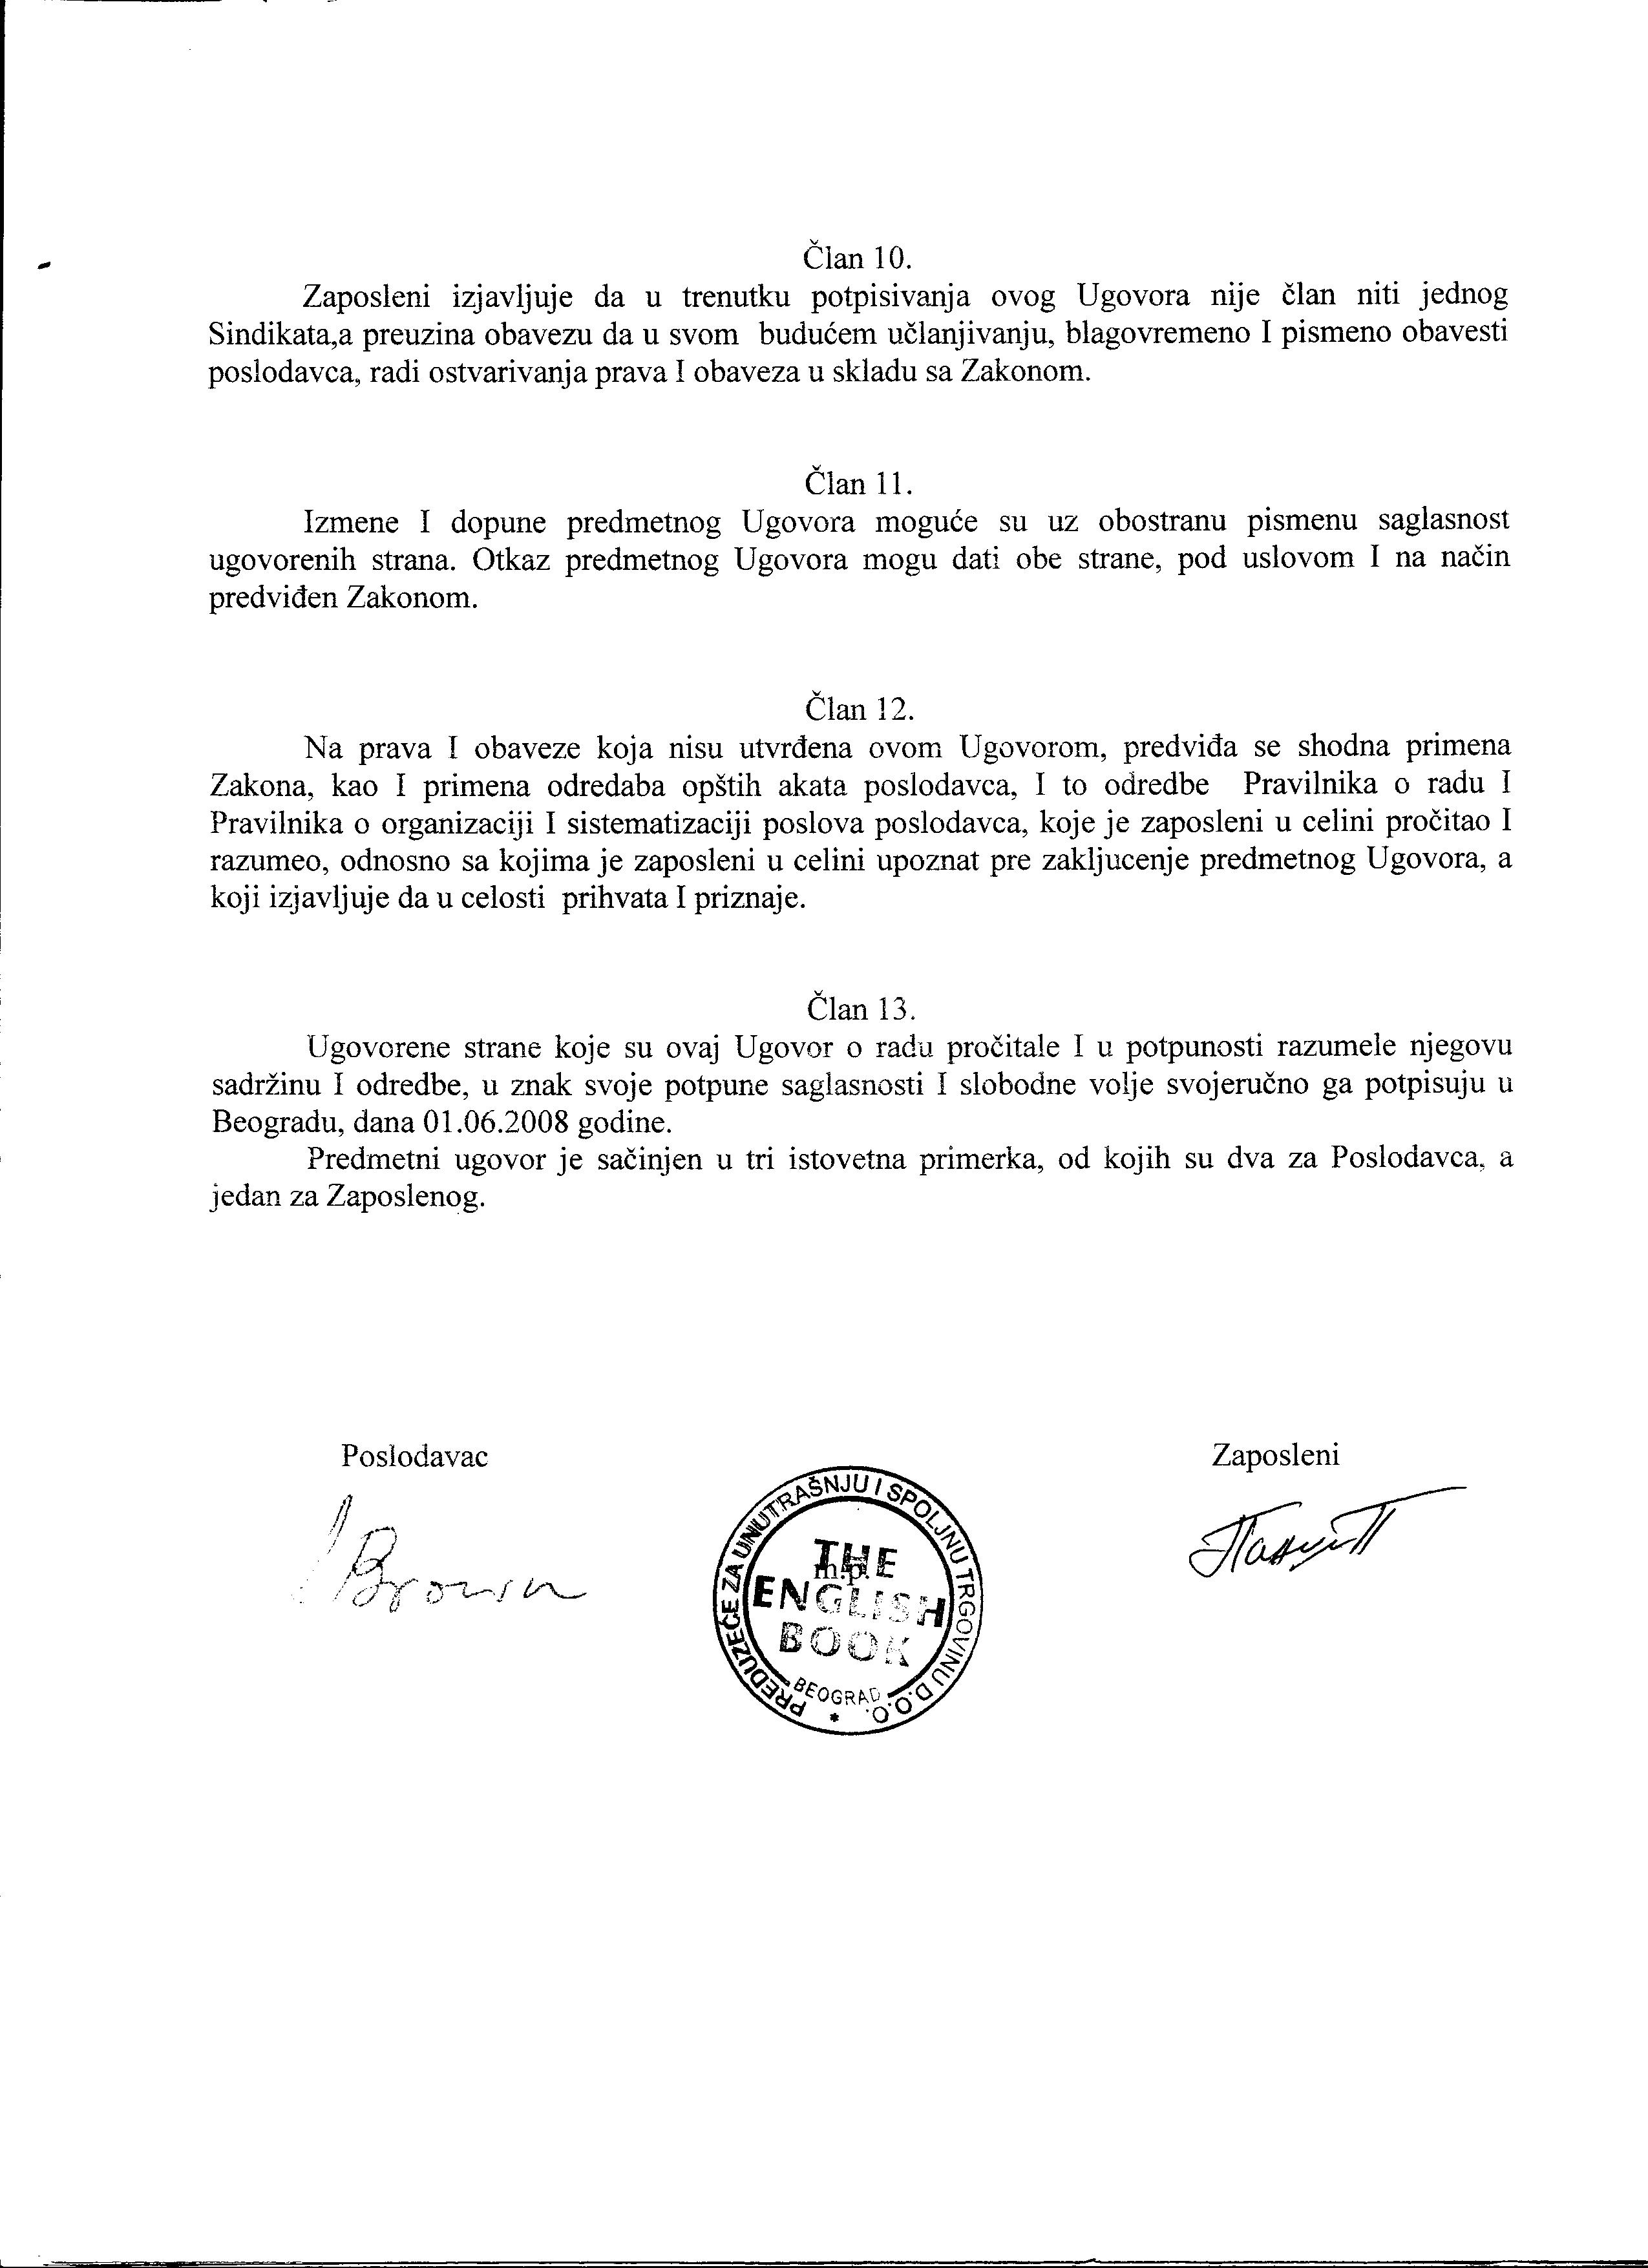 Član 10.
Zaposleni izjavljuje da u trenutku potpisivanja ovog Ugovora nije član niti jednog
Sindikata,a preuzina obavezu da u svom budućem učlanjivanju, blagovremeno I pismeno obavesti
poslodavca, radi ostvarivanja prava I obaveza u skladu sa Zakonom.
Član 11.
Izmene I dopune predmetnog Ugovora moguće su uz obostranu pismenu saglasnost
ugovorenih strana. Otkaz predmetnog Ugovora mogu dati obe strane, pod uslovom I na način
predviđen Zakonom.
Član 12.
Na prava I obaveze koja nisu utvrđena ovom Ugovorom, predviđa se shodna primena
Zakona, kao I primena odredaba opštih akata poslodavca, I to odredbe Pravilnika o radu I
Pravilnika o organizaciji I sistematizaciji poslova poslodavca, koje je zaposleni u celini pročitao I
razumeo, odnosno sa kojima je zaposleni u celini upoznat pre zakljucenje predmetnog Ugovora, a
koji izjavljuje da u celosti prihvata I priznaje.
Član 13.
Ugovorene strane koje su ovaj Ugovor o radu pročitale I u potpunosti razumele njegovu
sadržinu I odredbe, u znak svoje potpune saglasnosti I slobodne volje svojeručno ga potpisuju u
Beogradu, dana 01.06.2008 godine.
Predmetni ugovor je sačinjen u tri istovetna primerka, od kojih su dva za Poslodavca, a
jedan za Zaposlenog.
Poslodavac
Zaposleni
Brown
PREDUZEĆE ZA UNUTRAŠNJU I SPOLJNU TRGOVINU D.O.O.
THE
m.p.
ENGLISH
BOOK
BEOGRAD
*